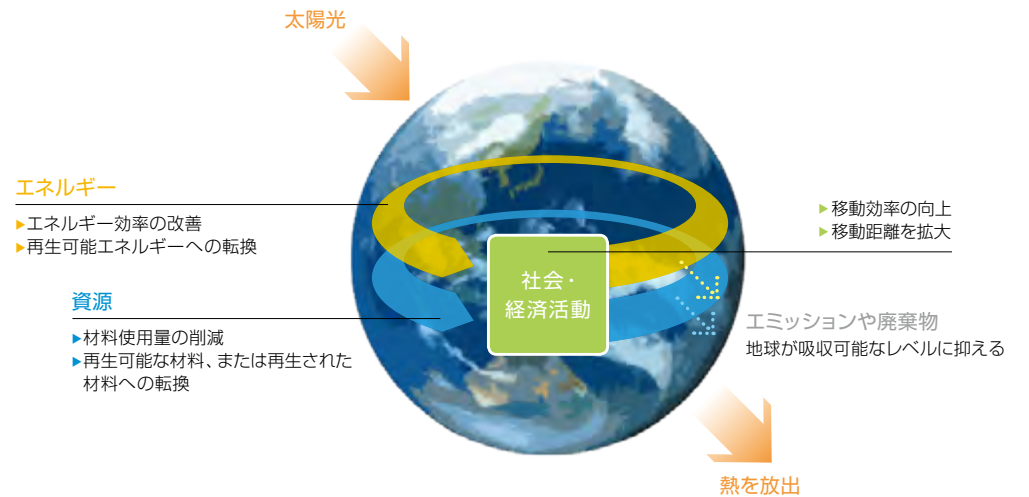 太陽光
エネルギー
▶エネルギー効率の改善
▶再生可能エネルギーへの転換
資源
▶材料使用量の削減
▶再生可能な材料、または再生された
材料への転換
社会・
経済活動
▶移動効率の向上
▶移動距離を拡大
エミッションや廃棄物
地球が吸収可能なレベルに抑える
熱を放出